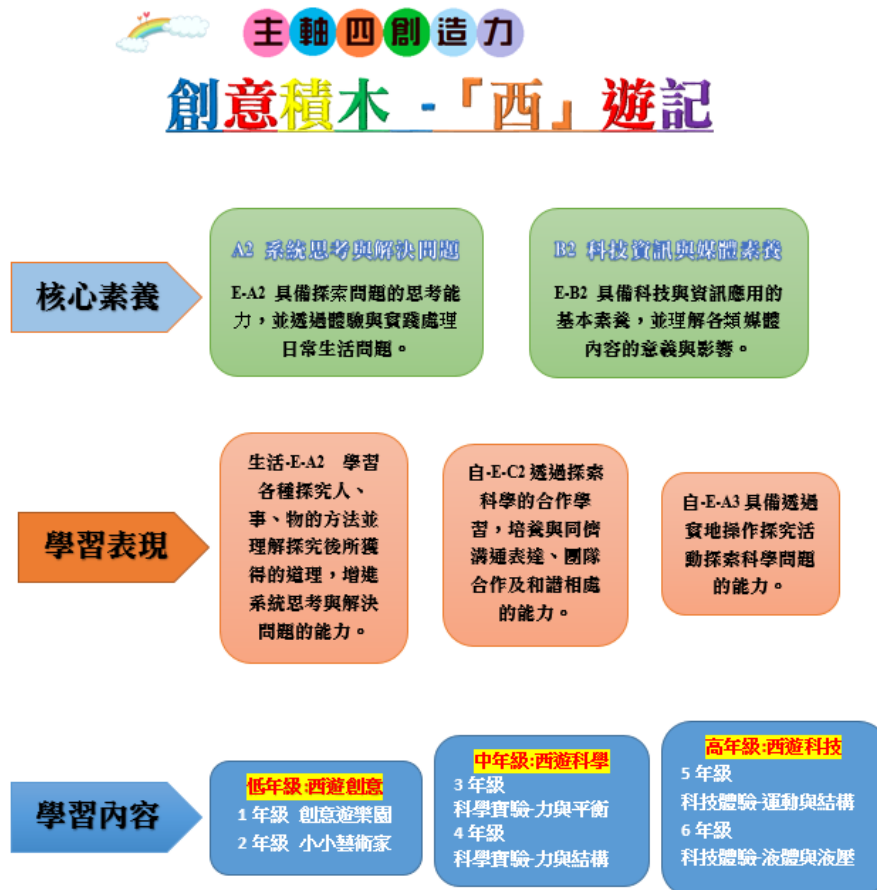 主軸四創造力
創意積木 -「西」遊記
核心素養
A2 系統思考與解決問題
E-A2 具備探索問題的思考能
力，並透過體驗與實踐處理
日常生活問題。
B2 科技資訊與媒體素養
E-B2 具備科技與資訊應用的
基本素養，並理解各類媒體
內容的意義與影響。
學習表現
生活-E-A2 學習
各種探究人、
事、物的方法並
理解探究後所獲
得的道理，增進
系統思考與解決
問題的能力。
自-E-C2 透過探索
科學的合作學
習，培養與同儕
溝通表達、團隊
合作及和諧相處
的能力。
自-E-A3 具備透過
實地操作探究活
動探索科學問題
的能力。
學習內容
低年級:西遊創意
1 年級 創意遊樂園
2 年級 小小藝術家
中年級:西遊科學
3 年級
科學實驗-力與平衡
4 年級
科學實驗-力與結構
高年級:西遊科技
5 年級
科技體驗-運動與結構
6 年級
科技體驗-液體與液壓